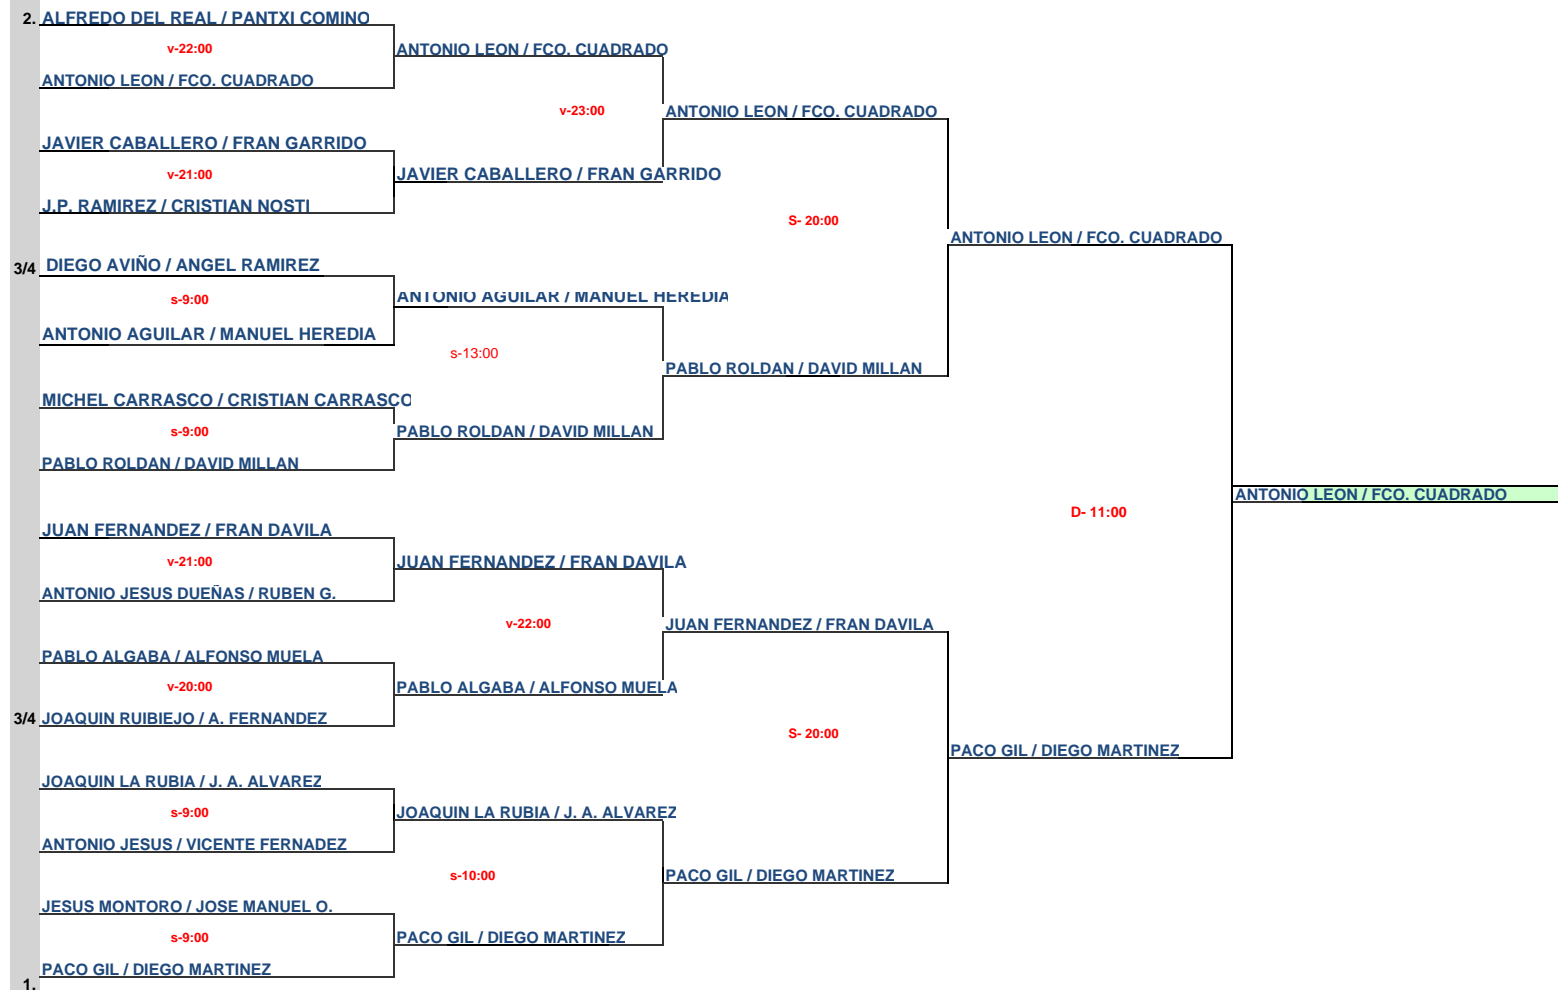 2. ALFREDO DEL REAL / PANTXI COMINO
v-22:00
ANTONIO LEON / FCO. CUADRADO
ANTONIO LEON / FCO. CUADRADO
v-23:00
ANTONIO LEON / FCO. CUADRADO
JAVIER CABALLERO / FRAN GARRIDO
v-21:00
JAVIER CABALLERO / FRAN GARRIDO
J.P. RAMIREZ / CRISTIAN NOSTI
S- 20:00
ANTONIO LEON / FCO. CUADRADO
3/4 DIEGO AVIÑO / ANGEL RAMIREZ
s-9:00
ANTONIO AGUILAR / MANUEL HEREDIA
ANTONIO AGUILAR / MANUEL HEREDIA
s-13:00
PABLO ROLDAN / DAVID MILLAN
MICHEL CARRASCO / CRISTIAN CARRASCO
s-9:00
PABLO ROLDAN / DAVID MILLAN
PABLO ROLDAN / DAVID MILLAN
ANTONIO LEON / FCO. CUADRADO
D- 11:00
JUAN FERNANDEZ / FRAN DAVILA
v-21:00
JUAN FERNANDEZ / FRAN DAVILA
ANTONIO JESUS DUEÑAS / RUBEN G.
v-22:00
JUAN FERNANDEZ / FRAN DAVILA
PABLO ALGABA / ALFONSO MUELA
v-20:00
PABLO ALGABA / ALFONSO MUELA
3/4 JOAQUIN RUIBIEJO / A. FERNANDEZ
S- 20:00
PACO GIL / DIEGO MARTINEZ
JOAQUIN LA RUBIA / J. A. ALVAREZ
s-9:00
JOAQUIN LA RUBIA / J. A. ALVAREZ
ANTONIO JESUS / VICENTE FERNADEZ
s-10:00
PACO GIL / DIEGO MARTINEZ
JESUS MONTORO / JOSE MANUEL O.
s-9:00
PACO GIL / DIEGO MARTINEZ
PACO GIL / DIEGO MARTINEZ
1.